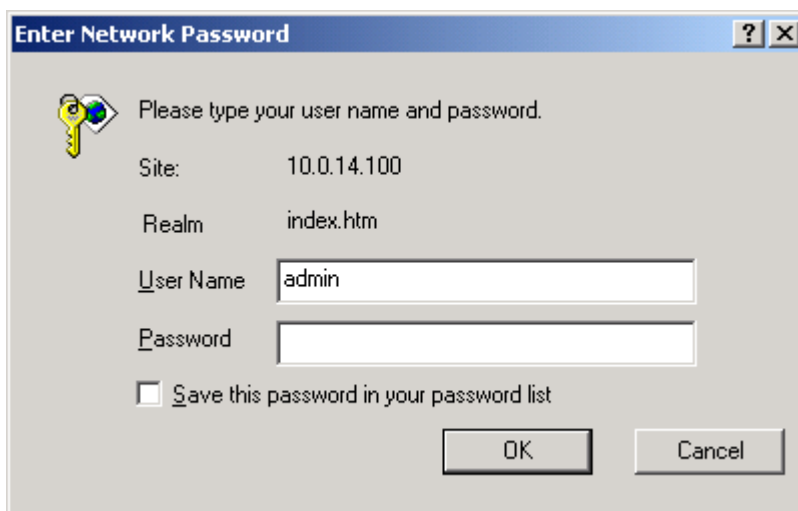 Enter Network Password
Please type your user name and password.
Site: 10.0.14.100
Realm index.htm
User Name admin
Password
Save this password in your password list
OK Cancel